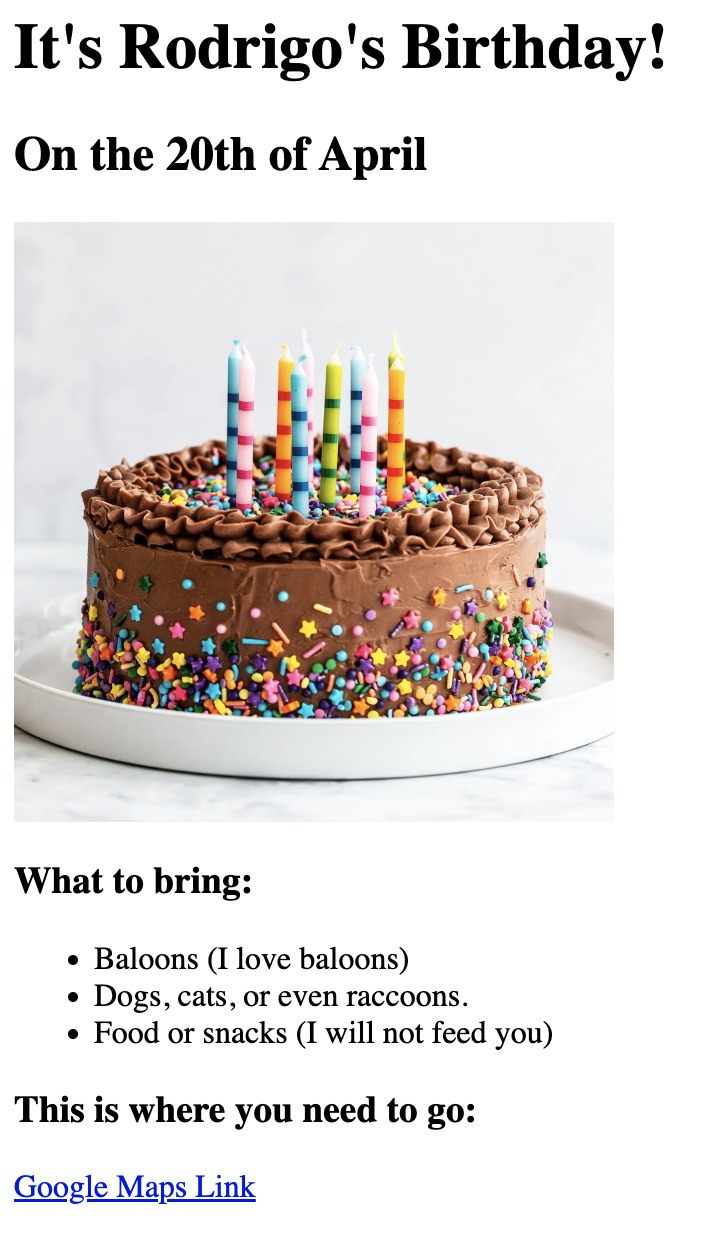 It's Rodrigo's Birthday!
On the 20th of April
What to bring:
Baloons (I love baloons)
Dogs, cats, or even raccoons.
Food or snacks (I will not feed you)
This is where you need to go:
Google Maps Link